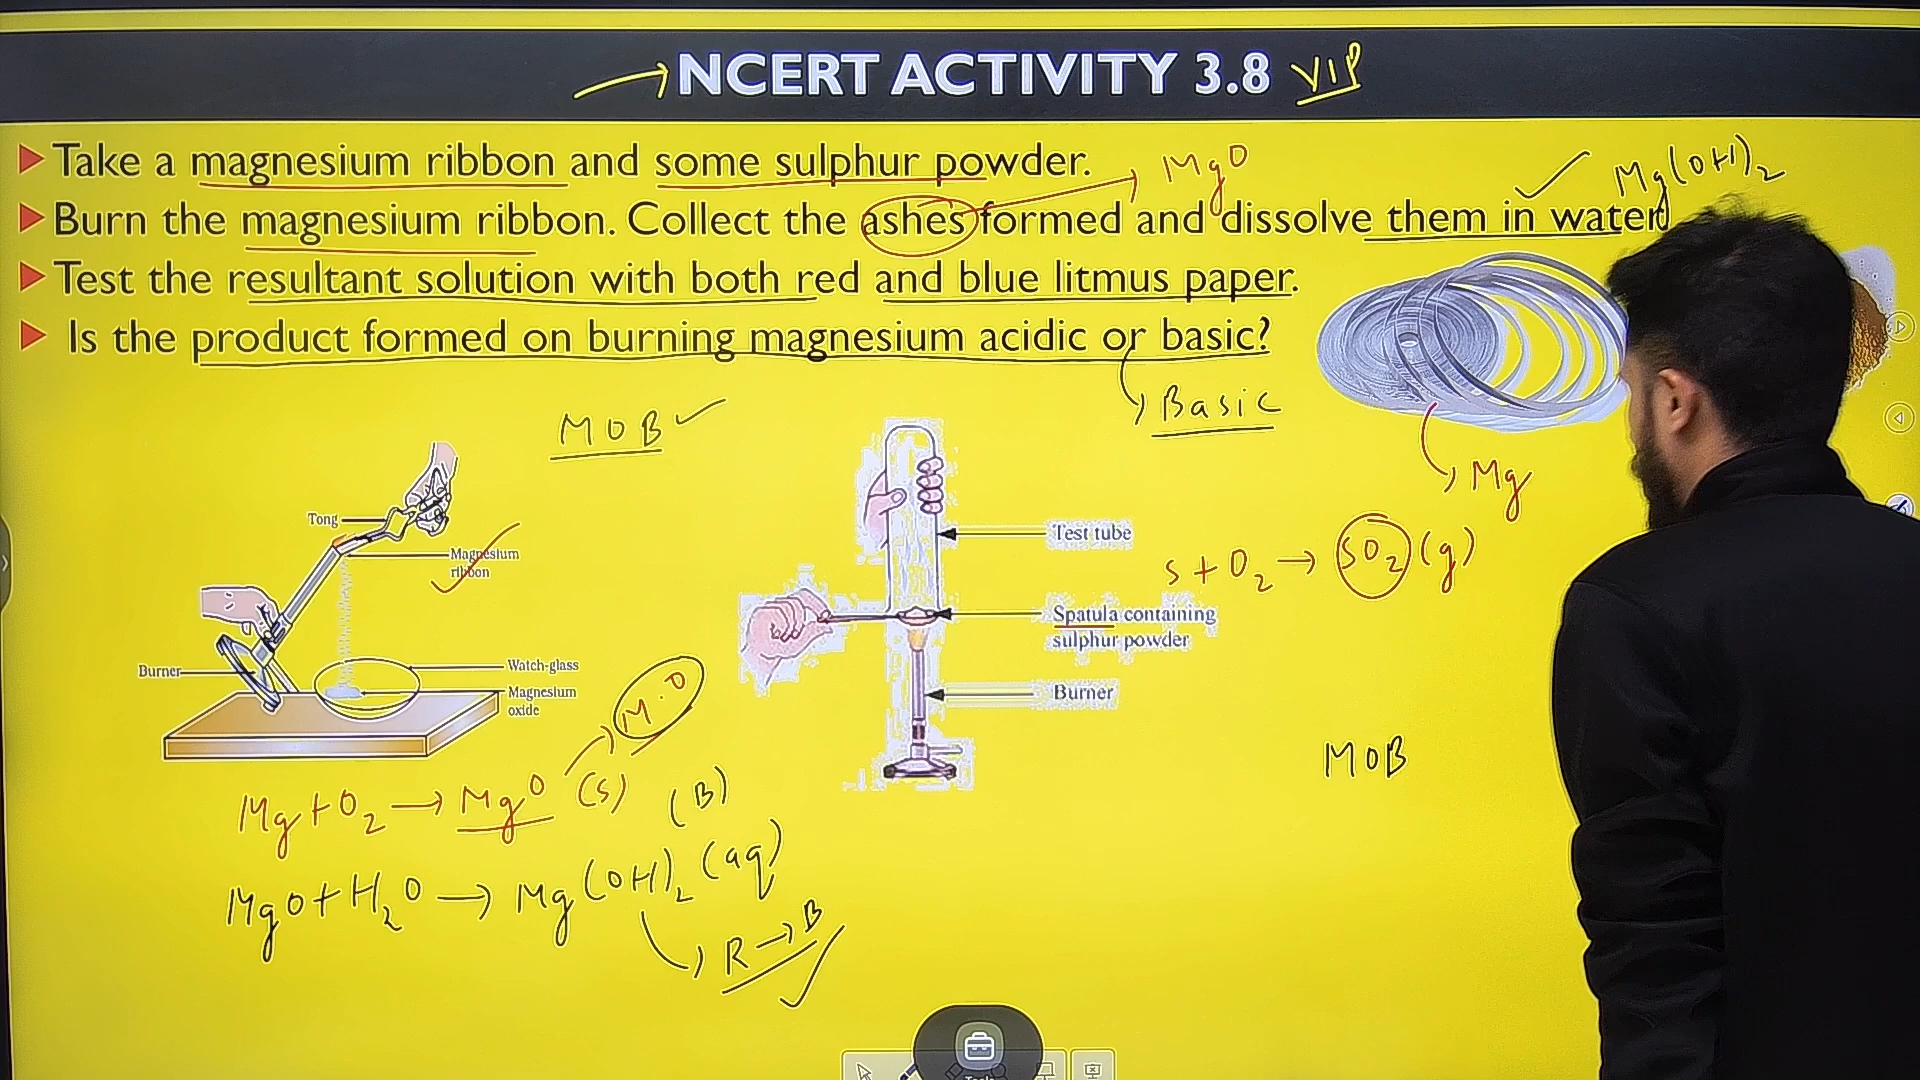 → NCERT ACTIVITY 3.8 VIP
Take a magnesium ribbon and some sulphur powder. MgO Mg(OH)2
Burn the magnesium ribbon. Collect the ashes formed and dissolve them in water
Test the resultant solution with both red and blue litmus paper.
Is the product formed on burning magnesium acidic or basic?
Basic
MOB ✓
Mg
Tong
Magnesium
ribbon
Burner
Watch-glass
Magnesium
oxide
Test tube
Spatula containing
sulphur powder
Burner
S + O2 → SO2 (g)
M.O
MOB
Mg + O2 → MgO (s)
(B)
MgO + H2O → Mg(OH)2 (aq)
R → B